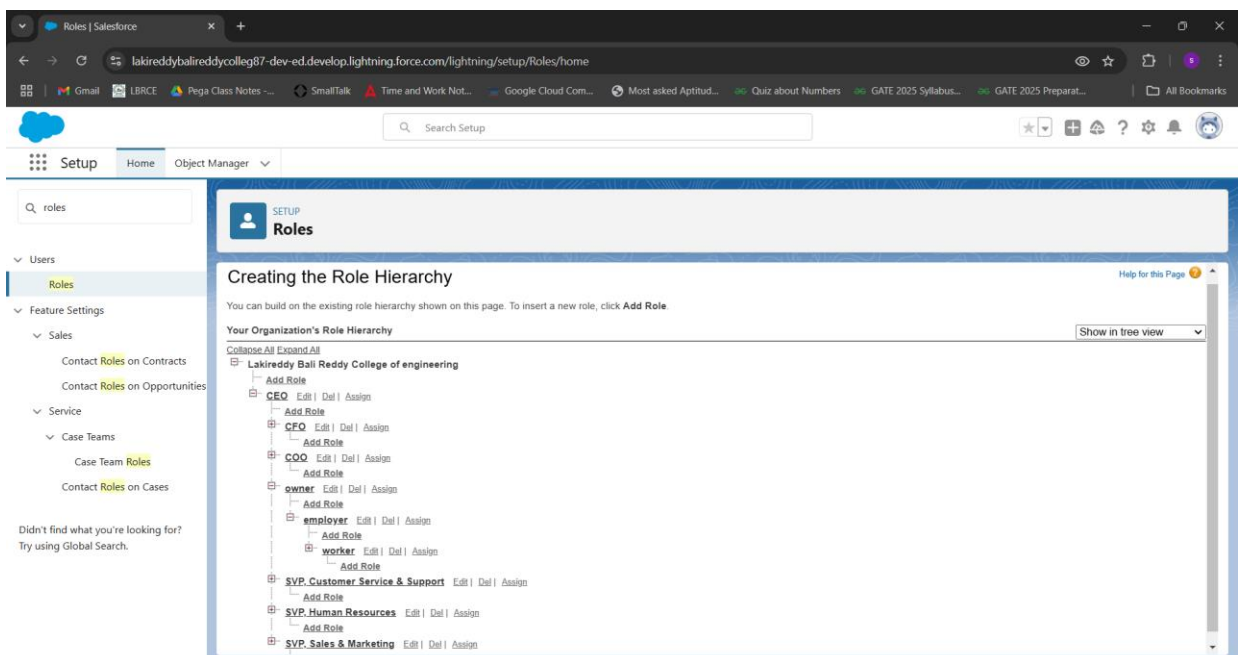 Roles | Salesforce
lakireddybalireddycolleg87-dev-ed.develop.lightning.force.com/lightning/setup/Roles/home
Gmail LBRCE Pega Class Notes -... SmallTalk Time and Work Not... Google Cloud Com... Most asked Aptitud... Quiz about Numbers GATE 2025 Syllabus... GATE 2025 Preparat... All Bookmarks
Search Setup
Setup Home Object Manager
roles
SETUP
Roles
Users
Roles
Feature Settings
Sales
Contact Roles on Contracts
Contact Roles on Opportunities
Service
Case Teams
Case Team Roles
Contact Roles on Cases
Didn't find what you're looking for?
Try using Global Search.
Creating the Role Hierarchy
Help for this Page ?
You can build on the existing role hierarchy shown on this page. To insert a new role, click Add Role.
Your Organization's Role Hierarchy
Show in tree view
Collapse All Expand All
Lakireddy Bali Reddy College of engineering
Add Role
CEO Edit | Del | Assign
Add Role
CFO Edit | Del | Assign
Add Role
COO Edit | Del | Assign
Add Role
owner Edit | Del | Assign
Add Role
employer Edit | Del | Assign
Add Role
worker Edit | Del | Assign
Add Role
SVP, Customer Service & Support Edit | Del | Assign
Add Role
SVP, Human Resources Edit | Del | Assign
Add Role
SVP, Sales & Marketing Edit | Del | Assign